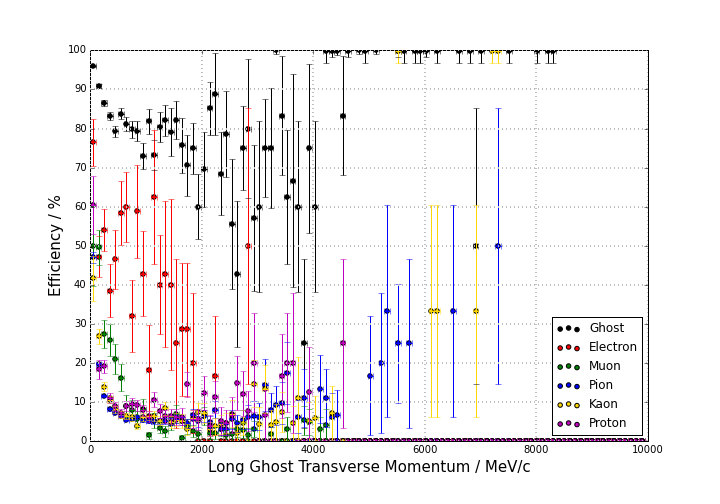 100
90
80
70
60
50
40
30
20
10
0
Efficiency / %
0 2000 4000 6000 8000 10000
Long Ghost Transverse Momentum / MeV/c
Ghost
Electron
Muon
Pion
Kaon
Proton